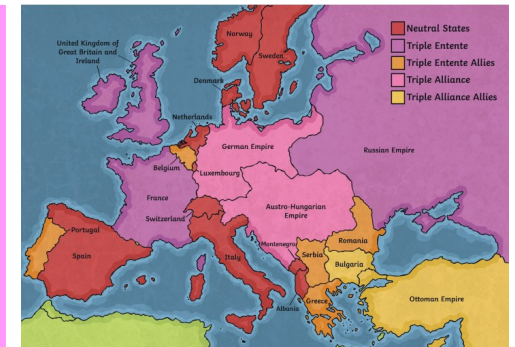 Neutral States
Triple Entente
Triple Entente Allies
Triple Alliance
Triple Alliance Allies
Norway
Sweden
United Kingdom of
Great Britain and
Ireland
Denmark
Netherlands
German Empire
Russian Empire
Belgium
Luxembourg
France
Austro-Hungarian
Empire
Switzerland
Portugal
Spain
Italy
Montenegro
Romania
Serbia
Bulgaria
Albania
Greece
Ottoman Empire